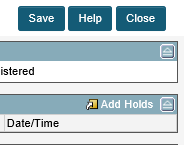 Save Help Close
istered
Add Holds
Date/Time